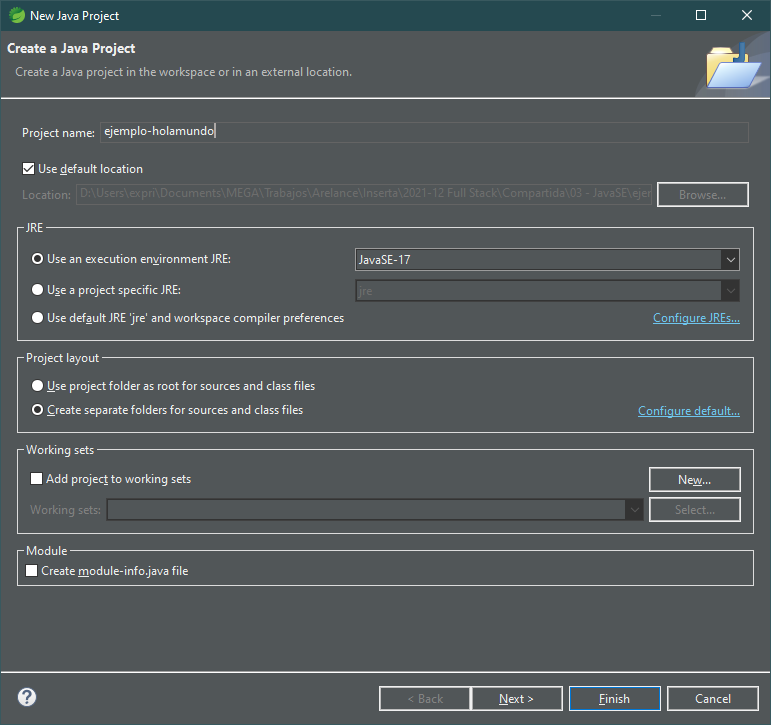 New Java Project
Create a Java Project
Create a Java project in the workspace or in an external location.
Project name: ejemplo-holamundo
Use default location
Location: D:\Users\expri\Documents\MEGA\Trabajos\Arelance\Inserta\2021-12 Full Stack\Compartida\03 - JavaSE\ejer Browse...
JRE
Use an execution environment JRE: JavaSE-17
Use a project specific JRE: jre
Use default JRE 'jre' and workspace compiler preferences Configure JREs...
Project layout
Use project folder as root for sources and class files
Create separate folders for sources and class files Configure default...
Working sets
Add project to working sets New...
Working sets: Select...
Module
Create module-info.java file
? < Back Next > Finish Cancel